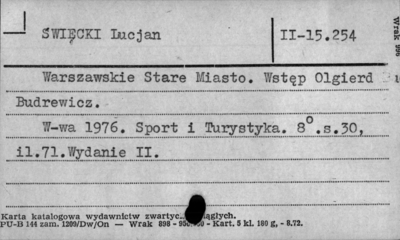 ŚWIĘCKI Lucjan
II-15.254
Warszawskie Stare Miasto. Wstęp Olgierd
Budrewicz.
W-wa 1976. Sport i Turystyka. 8°.s.30,
il.71.Wydanie II.
Karta katalogowa wydawnictw zwartyc
PU-B 144 zam. 1209/Dw/On — Wrak 898 - Kart. 5 kl. 180 g, - 8.72.
Wrak